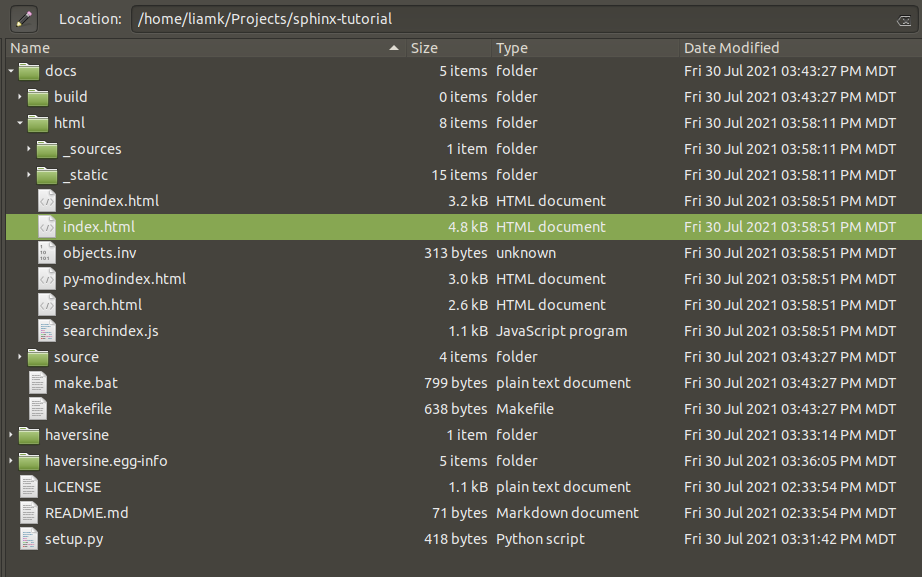 Location: /home/liamk/Projects/sphinx-tutorial
Name Size Type Date Modified
docs 5 items folder Fri 30 Jul 2021 03:43:27 PM MDT
build 0 items folder Fri 30 Jul 2021 03:43:27 PM MDT
html 8 items folder Fri 30 Jul 2021 03:58:11 PM MDT
_sources 1 item folder Fri 30 Jul 2021 03:58:11 PM MDT
_static 15 items folder Fri 30 Jul 2021 03:58:11 PM MDT
genindex.html 3.2 kB HTML document Fri 30 Jul 2021 03:58:51 PM MDT
index.html 4.8 kB HTML document Fri 30 Jul 2021 03:58:51 PM MDT
objects.inv 313 bytes unknown Fri 30 Jul 2021 03:58:51 PM MDT
py-modindex.html 3.0 kB HTML document Fri 30 Jul 2021 03:58:51 PM MDT
search.html 2.6 kB HTML document Fri 30 Jul 2021 03:58:51 PM MDT
searchindex.js 1.1 kB JavaScript program Fri 30 Jul 2021 03:58:51 PM MDT
source 4 items folder Fri 30 Jul 2021 03:43:27 PM MDT
make.bat 799 bytes plain text document Fri 30 Jul 2021 03:43:27 PM MDT
Makefile 638 bytes Makefile Fri 30 Jul 2021 03:43:27 PM MDT
haversine 1 item folder Fri 30 Jul 2021 03:33:14 PM MDT
haversine.egg-info 5 items folder Fri 30 Jul 2021 03:36:05 PM MDT
LICENSE 1.1 kB plain text document Fri 30 Jul 2021 02:33:54 PM MDT
README.md 71 bytes Markdown document Fri 30 Jul 2021 02:33:54 PM MDT
setup.py 418 bytes Python script Fri 30 Jul 2021 03:31:42 PM MDT